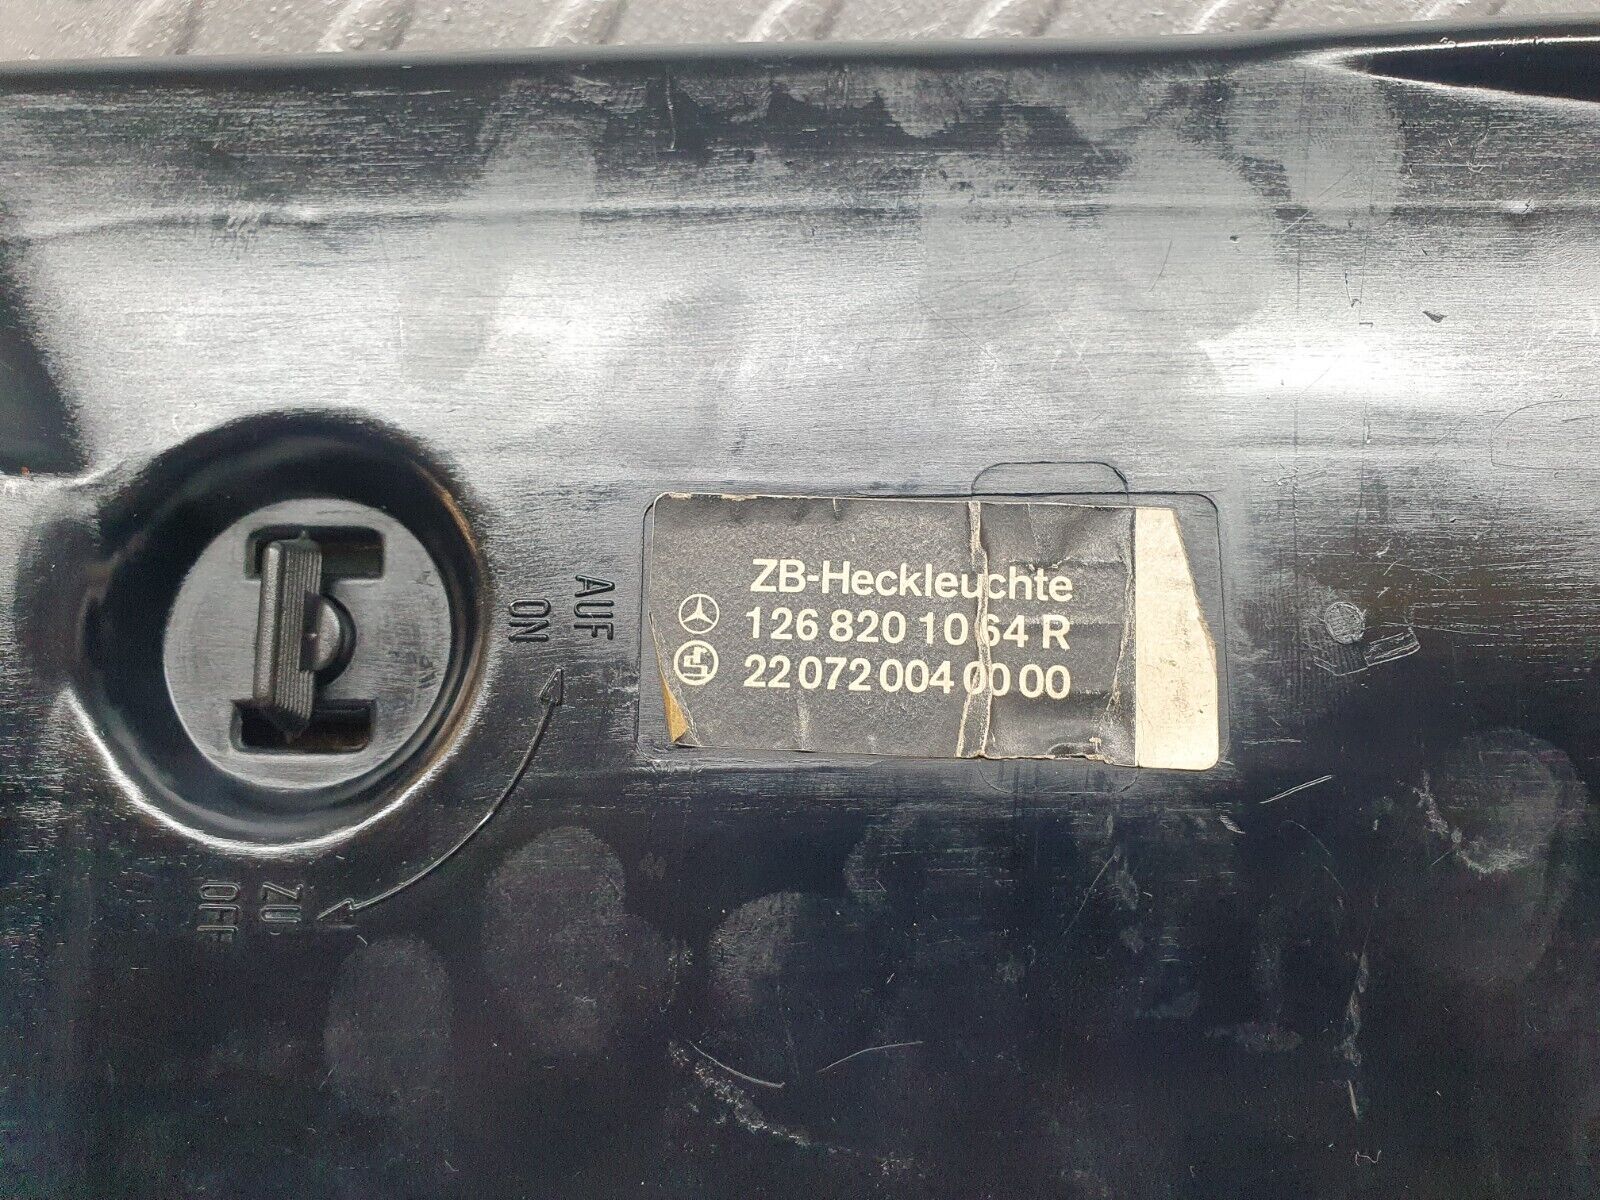 ZB-Heckleuchte
126 820 10 64 R
22 072 004 00 00
AUF
ON
ZU
OFF